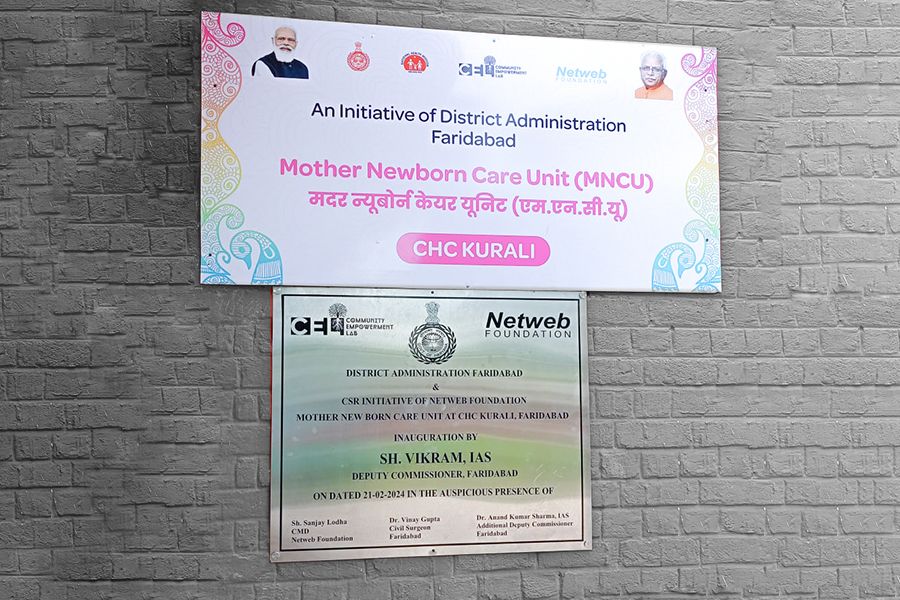 CEL COMMUNITY
EMPOWERMENT
LAB
Netweb
FOUNDATION
An Initiative of District Administration
Faridabad
Mother Newborn Care Unit (MNCU)
मदर न्यूबोर्न केयर यूनिट (एम.एन.सी.यू)
CHC KURALI
CEL COMMUNITY
EMPOWERMENT
LAB
Netweb
FOUNDATION
DISTRICT ADMINISTRATION FARIDABAD
&
CSR INITIATIVE OF NETWEB FOUNDATION
MOTHER NEW BORN CARE UNIT AT CHC KURALI, FARIDABAD
INAUGURATION BY
SH. VIKRAM, IAS
DEPUTY COMMISSIONER, FARIDABAD
ON DATED 21-02-2024 IN THE AUSPICIOUS PRESENCE OF
Sh. Sanjay Lodha
CMD
Netweb Foundation
Dr. Vinay Gupta
Civil Surgeon
Faridabad
Dr. Anand Kumar Sharma, IAS
Additional Deputy Commissioner
Faridabad